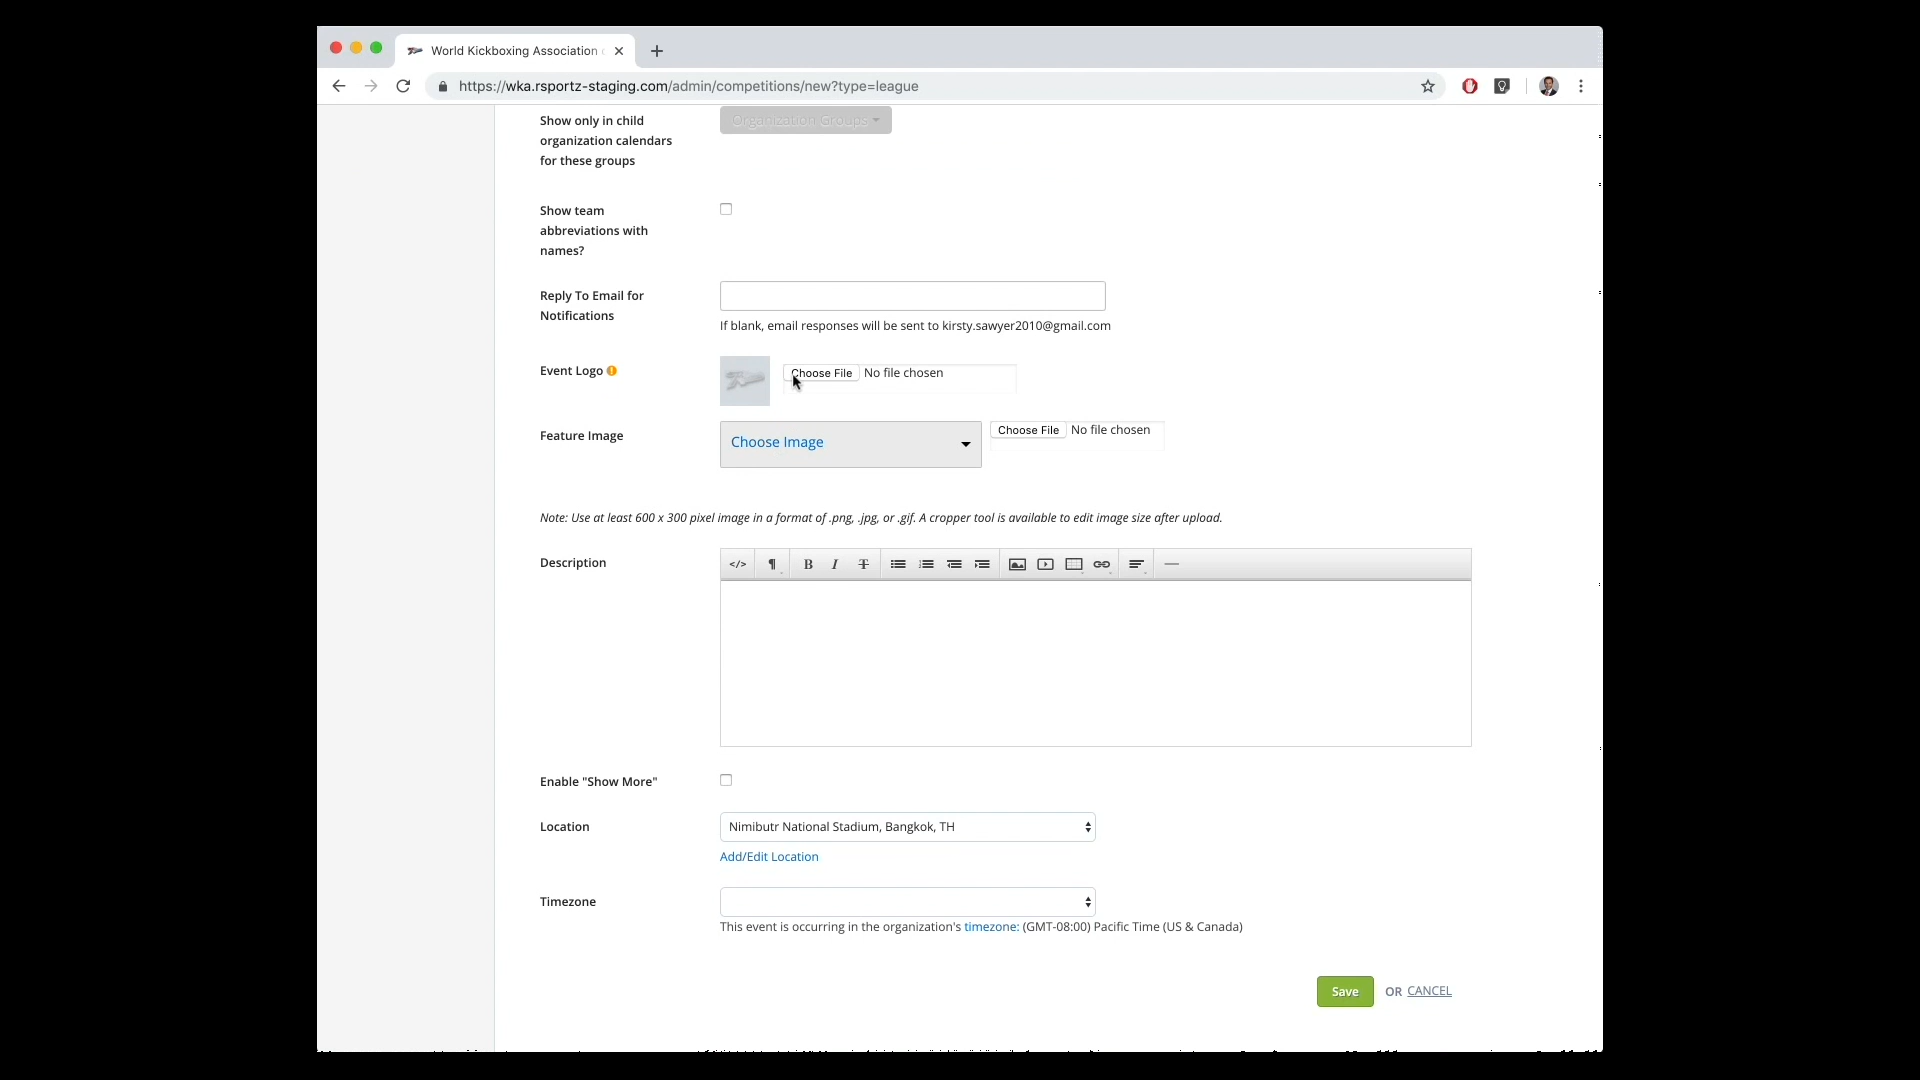 World Kickboxing Association
https://wka.rsportz-staging.com/admin/competitions/new?type=league
Show only in child
organization calendars
for these groups
Organization Groups
Show team
abbreviations with
names?
Reply To Email for
Notifications
If blank, email responses will be sent to kirsty.sawyer2010@gmail.com
Event Logo
Choose File No file chosen
Feature Image
Choose Image
Choose File No file chosen
Note: Use at least 600 x 300 pixel image in a format of .png, .jpg, or .gif. A cropper tool is available to edit image size after upload.
Description
</> ¶ B I T
Enable "Show More"
Location
Nimibutr National Stadium, Bangkok, TH
Add/Edit Location
Timezone
This event is occurring in the organization's timezone: (GMT-08:00) Pacific Time (US & Canada)
Save OR CANCEL